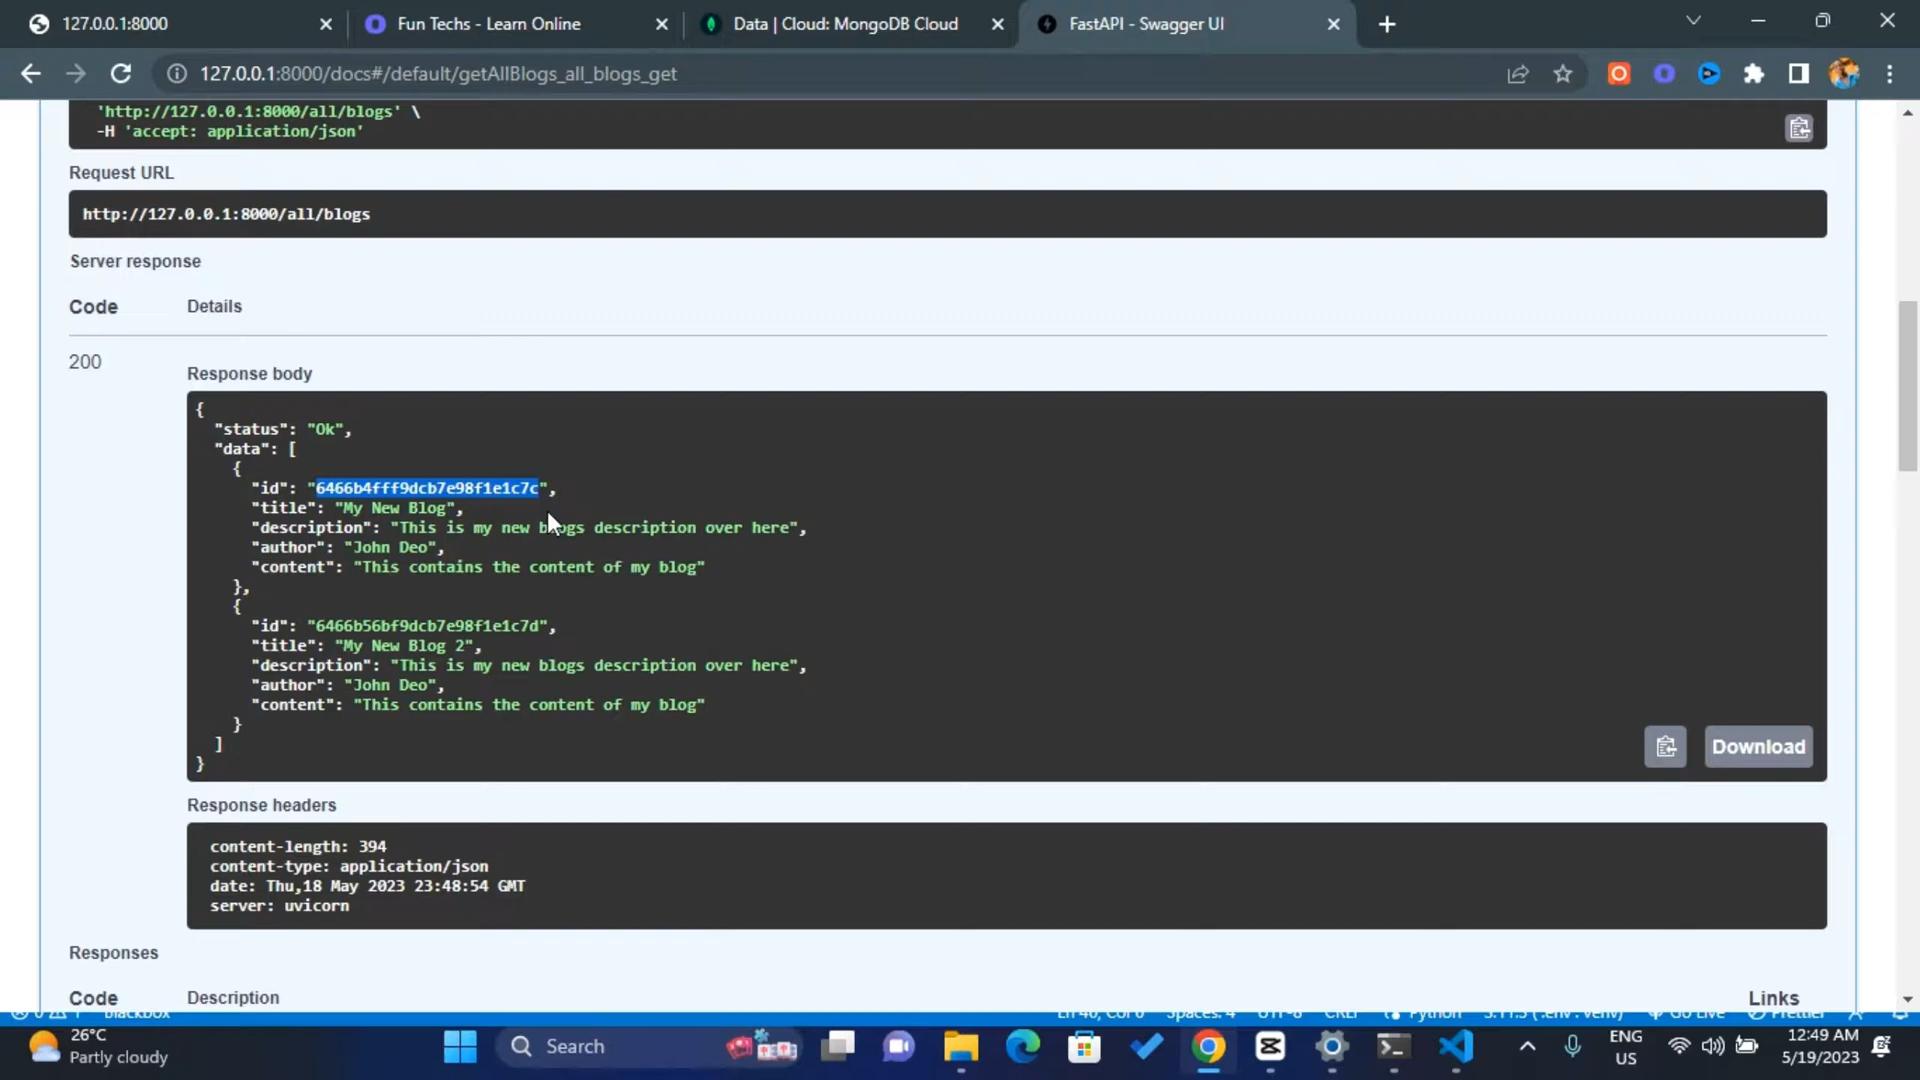 127.0.0.1:8000
Fun Techs - Learn Online
Data | Cloud: MongoDB Cloud
FastAPI - Swagger UI
127.0.0.1:8000/docs#/default/getAllBlogs_all_blogs_get
'http://127.0.0.1:8000/all/blogs' \
-H 'accept: application/json'
Request URL
http://127.0.0.1:8000/all/blogs
Server response
Code Details
200
Response body
{
"status": "Ok",
"data": [
{
"id": "6466b4fff9dcb7e98f1e1c7c",
"title": "My New Blog",
"description": "This is my new blogs description over here",
"author": "John Deo",
"content": "This contains the content of my blog"
},
{
"id": "6466b56bf9dcb7e98f1e1c7d",
"title": "My New Blog 2",
"description": "This is my new blogs description over here",
"author": "John Deo",
"content": "This contains the content of my blog"
}
]
}
Download
Response headers
content-length: 394
content-type: application/json
date: Thu,18 May 2023 23:48:54 GMT
server: uvicorn
Responses
Code Description Links
Blackbox Python Go Live Prettier
26°C
Partly cloudy
Search
ENG
US
12:49 AM
5/19/2023